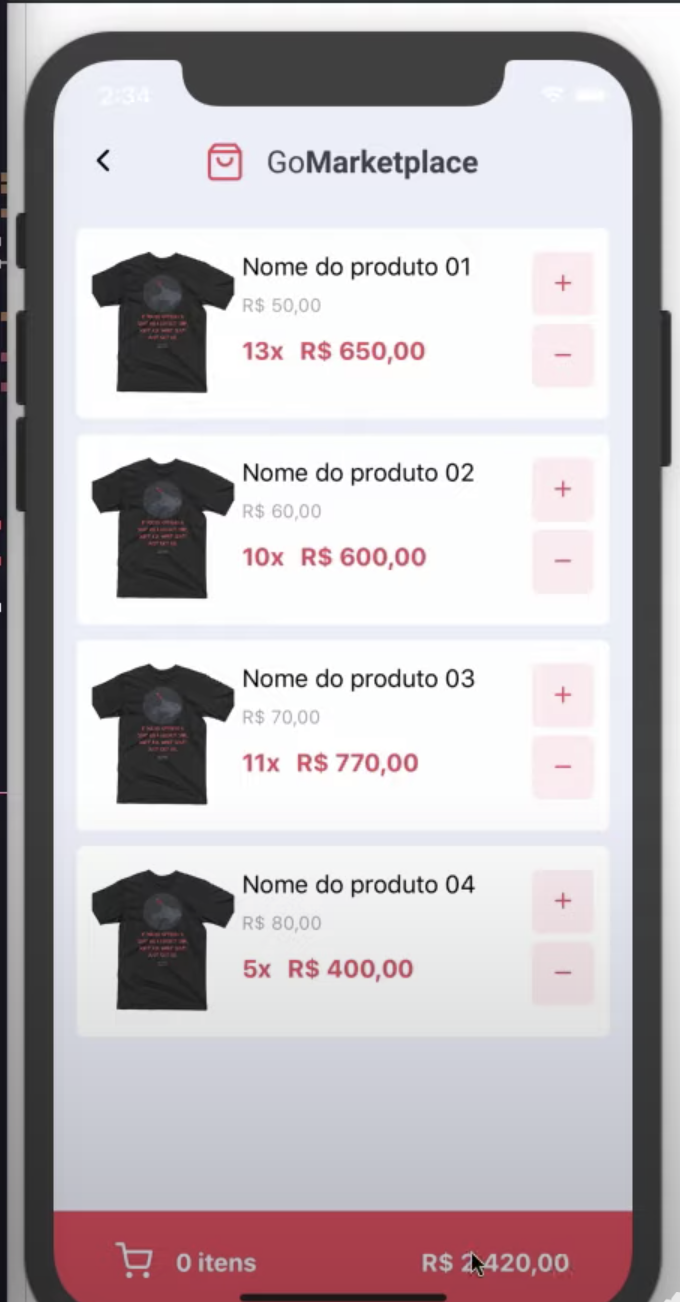 2:34
GoMarketplace
Nome do produto 01
R$ 50,00
13x R$ 650,00
+
−
Nome do produto 02
R$ 60,00
10x R$ 600,00
+
−
Nome do produto 03
R$ 70,00
11x R$ 770,00
+
−
Nome do produto 04
R$ 80,00
5x R$ 400,00
+
−
0 itens R$ 2.420,00